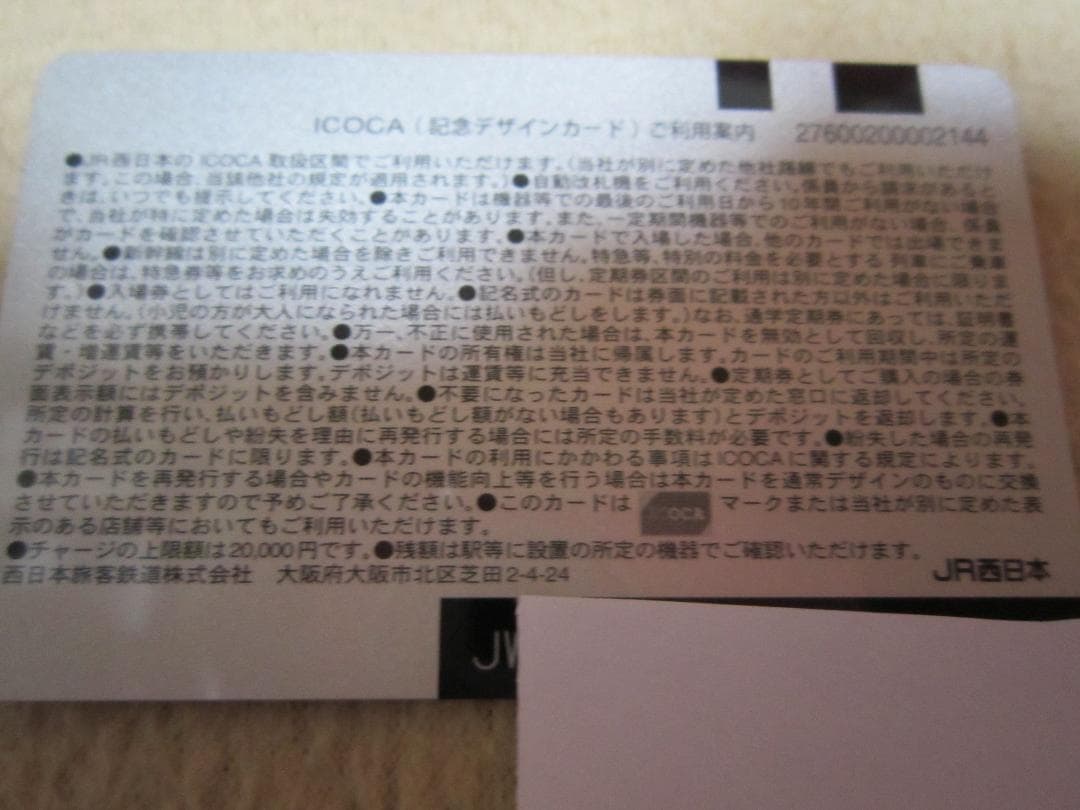 ICOCA（記念デザインカード）ご利用案内 27600200002144
●JR西日本のICOCA取扱区間でご利用いただけます。（当社が別に定めた他社路線でもご利用いただけ
ます。この場合、当該他社の規定が適用されます。）●自動改札機をご利用ください。係員から請求があると
きは、いつでも提示してください。●本カードは機器等での最後のご利用日から10年間ご利用がない場合
で、当社が特に定めた場合は失効することがあります。また、一定期間機器等でのご利用がない場合、係員
がカードを確認させていただくことがあります。●本カードで入場した場合、他のカードでは出場できま
せん。●新幹線は別に定めた場合を除きご利用できません。特急等、特別の料金を必要とする列車にご乗車
の場合は、特急券等をお求めのうえご利用ください。（但し、定期券区間のご利用は別に定めた場合に限りま
す。）●入場券としてはご利用になれません。●記名式のカードは券面に記載された方以外はご利用いただ
けません。（小児の方が大人になられた場合には払いもどしをします。）なお、通学定期券にあっては、証明書
などを必ず携帯してください。●万一、不正に使用された場合は、本カードを無効として回収し、所定の運
賃・増運賃等をいただきます。●本カードの所有権は当社に帰属します。カードのご利用期間中は所定の
デポジットをお預かりします。デポジットは運賃等に充当できません。●定期券としてご購入の場合の券
面表示額にはデポジットを含みません。●不要になったカードは当社が定めた窓口に返却してください。
所定の計算を行い、払いもどし額（払いもどし額がない場合もあります）とデポジットを返却します。●本
カードの払いもどしや紛失を理由に再発行する場合には所定の手数料が必要です。●紛失した場合の再発
行は記名式のカードに限ります。●本カードの利用にかかわる事項はICOCAに関する規定によります。
●本カードを再発行する場合やカードの機能向上等を行う場合は本カードを通常デザインのものに交換
させていただきますので予めご了承ください。●このカードは ICOCA マークまたは当社が別に定めた表
示のある店舗等においてもご利用いただけます。
●チャージの上限額は20,000円です。●残額は駅等に設置の所定の機器でご確認いただけます。
西日本旅客鉄道株式会社 大阪府大阪市北区芝田2-4-24 JR西日本
JW